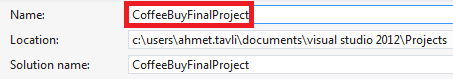 Name: CoffeeBuyFinalProject
Location: c:\users\ahmet.tavli\documents\visual studio 2012\Projects
Solution name: CoffeeBuyFinalProject